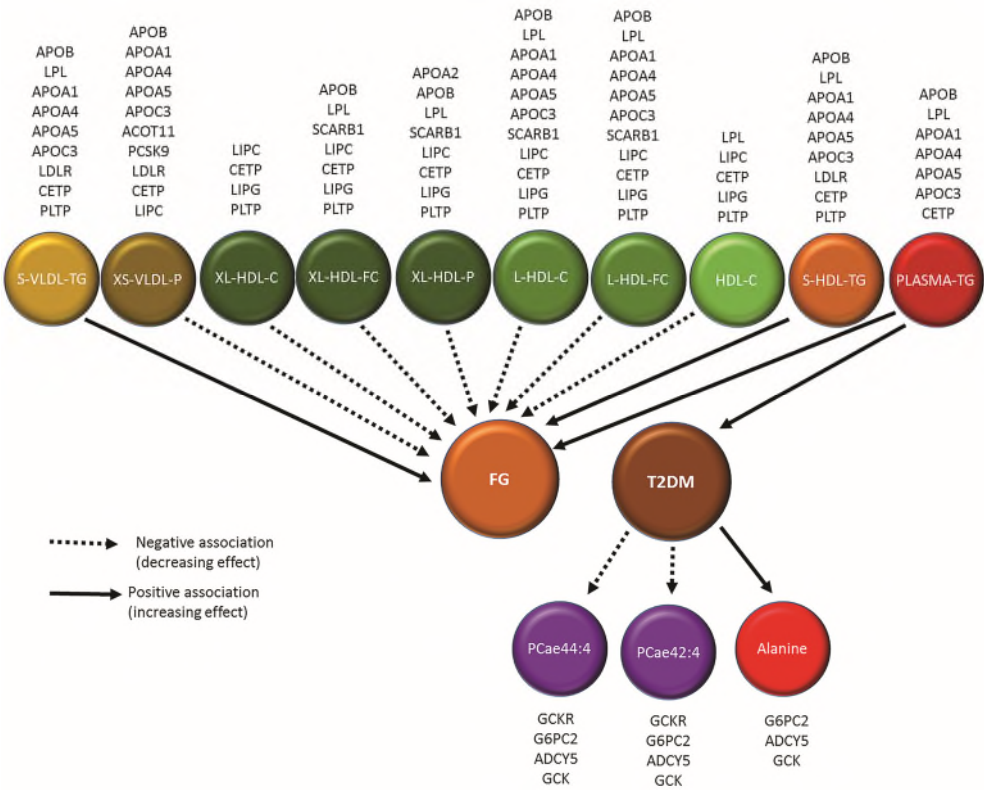 APOB
LPL
APOA1
APOA4
APOA5
APOC3
LDLR
CETP
PLTP
APOB
APOA1
APOA4
APOA5
APOC3
ACOT11
PCSK9
LDLR
CETP
LIPC
LIPC
CETP
LIPG
PLTP
APOB
LPL
SCARB1
LIPC
CETP
LIPG
PLTP
APOA2
APOB
LPL
SCARB1
LIPC
CETP
LIPG
PLTP
APOB
LPL
APOA1
APOA4
APOA5
APOC3
SCARB1
LIPC
CETP
LIPG
PLTP
APOB
LPL
APOA1
APOA4
APOA5
APOC3
SCARB1
LIPC
CETP
LIPG
PLTP
LPL
LIPC
CETP
LIPG
PLTP
APOB
LPL
APOA1
APOA4
APOA5
APOC3
LDLR
CETP
PLTP
APOB
LPL
APOA1
APOA4
APOA5
APOC3
CETP
S-VLDL-TG
XS-VLDL-P
XL-HDL-C
XL-HDL-FC
XL-HDL-P
L-HDL-C
L-HDL-FC
HDL-C
S-HDL-TG
PLASMA-TG
FG
T2DM
Negative association
(decreasing effect)
Positive association
(increasing effect)
PCae44:4
PCae42:4
Alanine
GCKR
G6PC2
ADCY5
GCK
GCKR
G6PC2
ADCY5
GCK
G6PC2
ADCY5
GCK